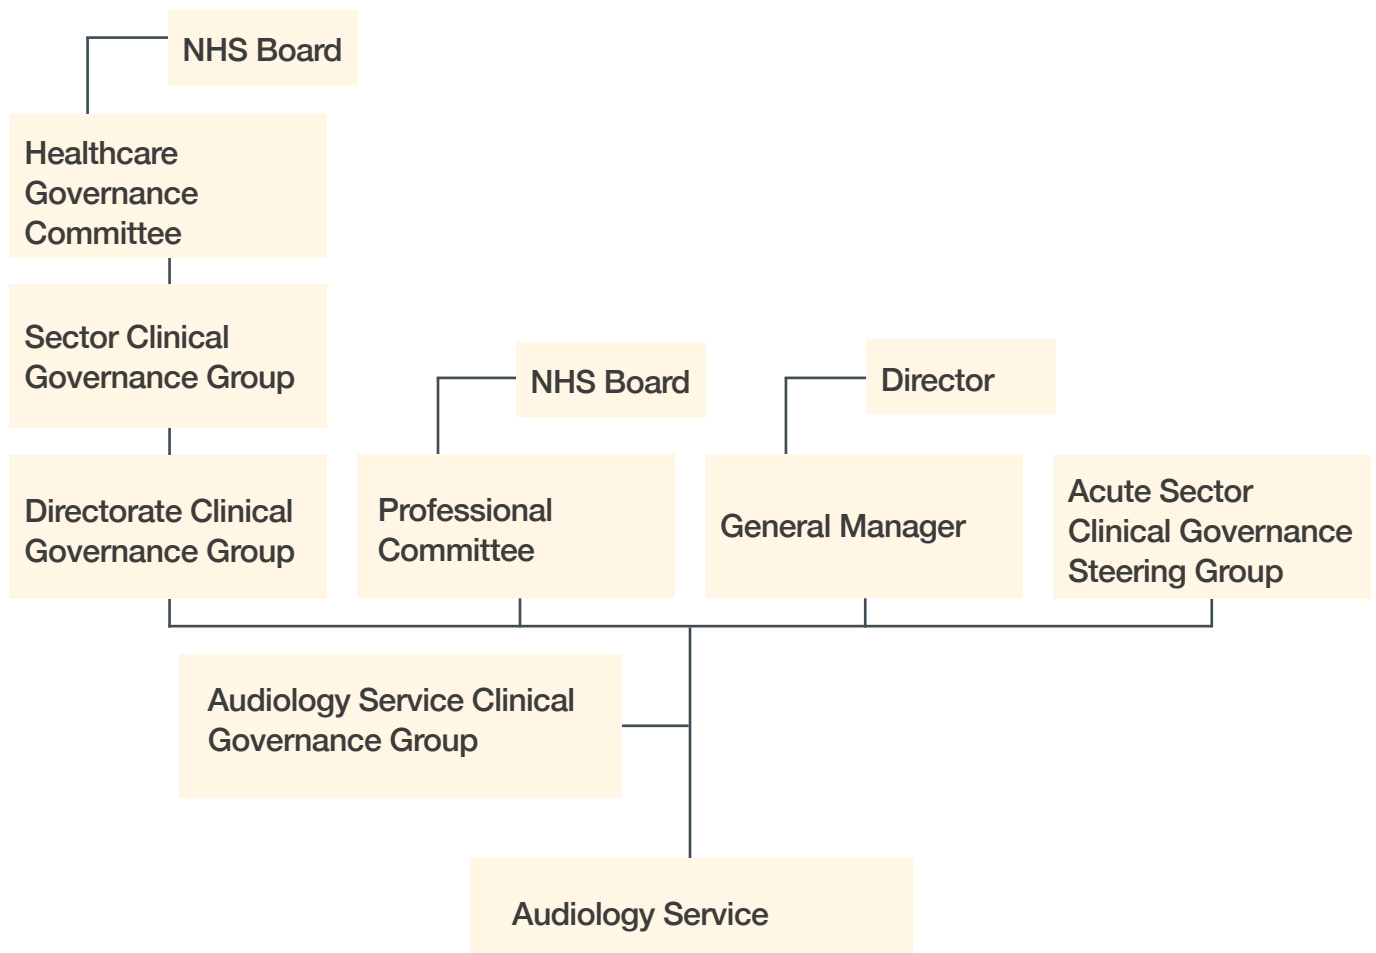 NHS Board
Healthcare
Governance
Committee
Sector Clinical
Governance Group
Directorate Clinical
Governance Group
NHS Board
Professional
Committee
Director
General Manager
Acute Sector
Clinical Governance
Steering Group
Audiology Service Clinical
Governance Group
Audiology Service